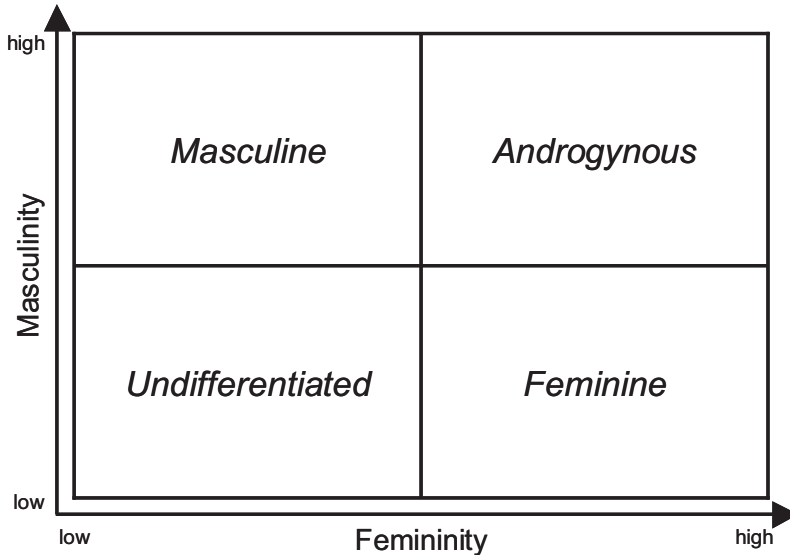 high
Masculine
Androgynous
Masculinity
Undifferentiated
Feminine
low
low
Femininity
high